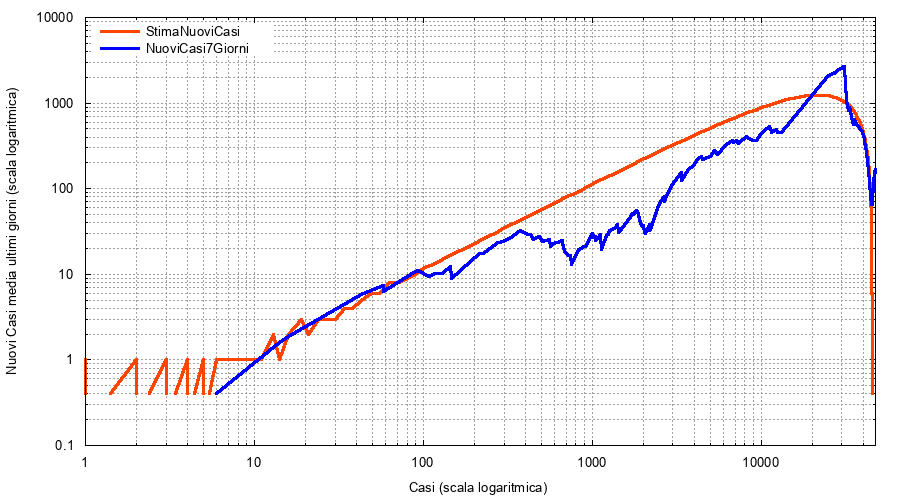 StimaNuoviCasi
NuoviCasi7Giorni
Nuovi Casi media ultimi giorni (scala logaritmica)
10000
1000
100
10
1
0.1
1
10
100
1000
10000
Casi (scala logaritmica)